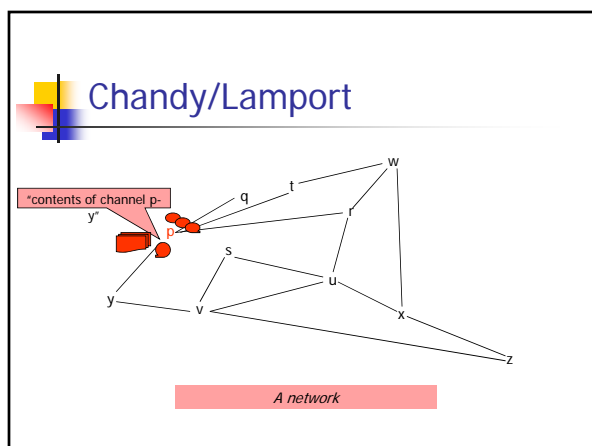 Chandy/Lamport
w
t
q
"contents of channel p-
y"
r
p
s
u
y
v
x
z
A network